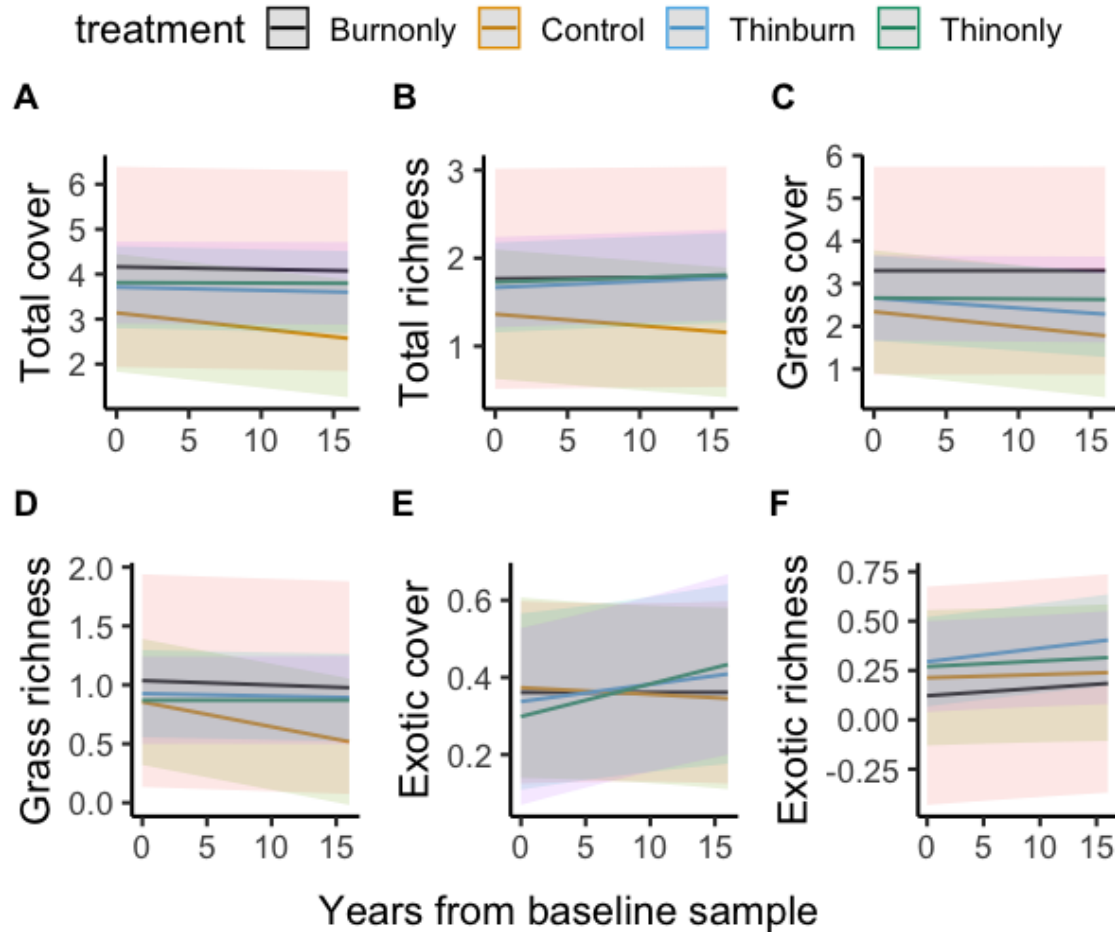 treatment Burnonly Control Thinburn Thinonly
A B C
Total cover
6
5
4
3
2
0 5 10 15
Total richness
3
2
1
0 5 10 15
Grass cover
6
5
4
3
2
1
0 5 10 15
D E F
Grass richness
2.0
1.5
1.0
0.5
0.0
0 5 10 15
Exotic cover
0.6
0.4
0.2
0 5 10 15
Exotic richness
0.75
0.50
0.25
0.00
-0.25
0 5 10 15
Years from baseline sample